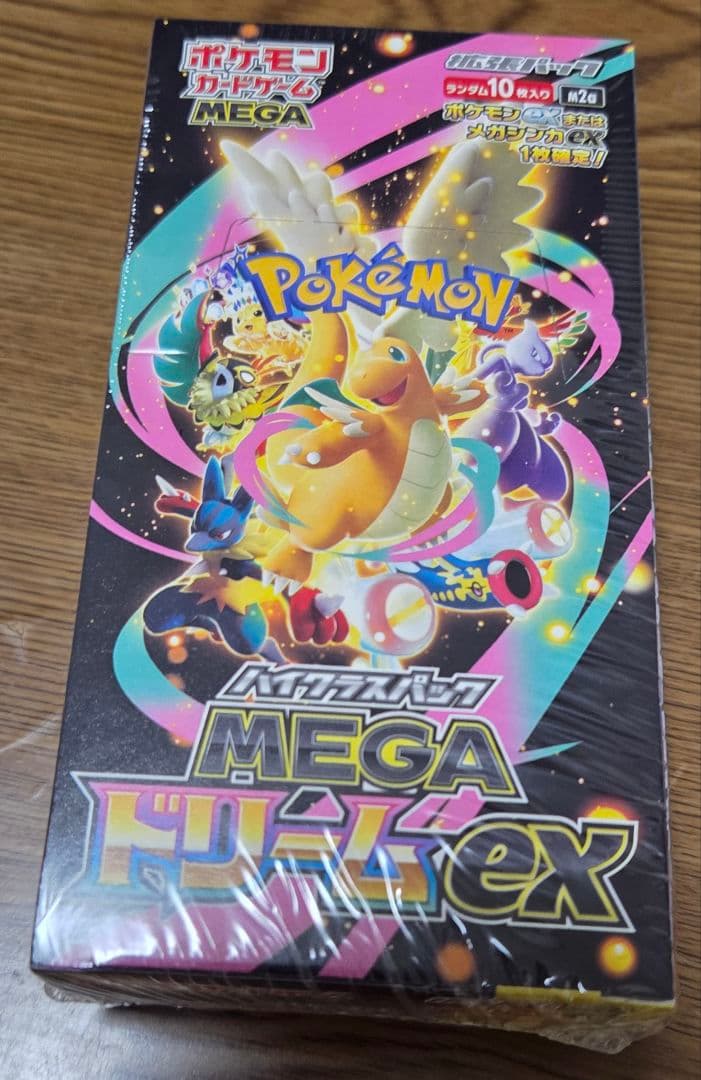 ポケモン
カードゲーム
MEGA
拡張パック
ランダム10枚入り
M2a
ポケモンexまたは
メガシンカex
1枚確定!
POKÉMON
TM
ハイクラスパック
MEGA
ドリームex